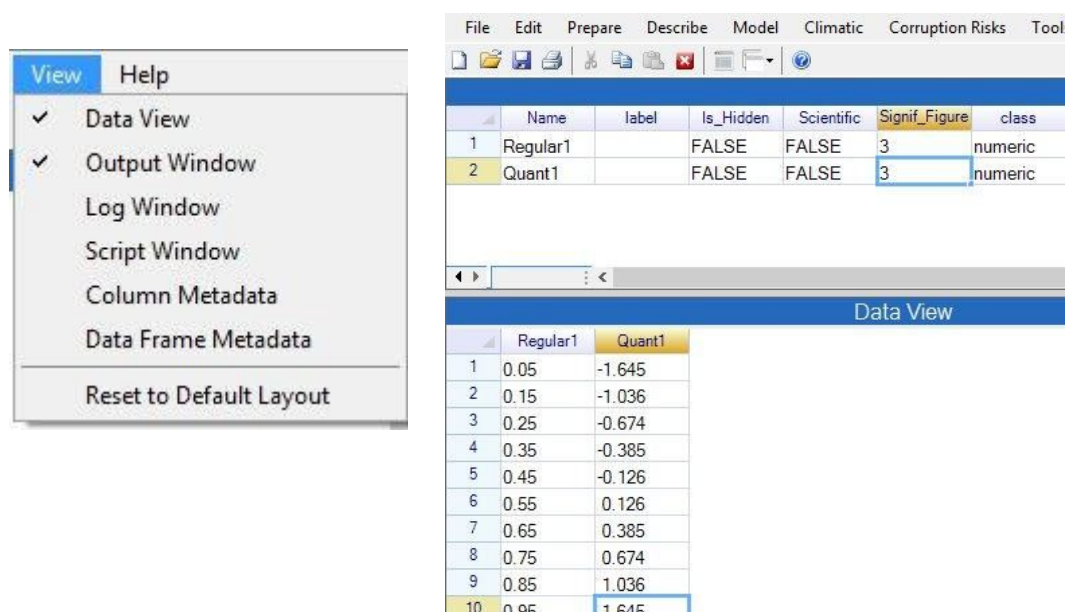 View Help
Data View
Output Window
Log Window
Script Window
Column Metadata
Data Frame Metadata
Reset to Default Layout
File Edit Prepare Describe Model Climatic Corruption Risks Tools
Name label Is_Hidden Scientific Signif_Figure class
1 Regular1 FALSE FALSE 3 numeric
2 Quant1 FALSE FALSE 3 numeric
Data View
Regular1 Quant1
1 0.05 -1.645
2 0.15 -1.036
3 0.25 -0.674
4 0.35 -0.385
5 0.45 -0.126
6 0.55 0.126
7 0.65 0.385
8 0.75 0.674
9 0.85 1.036
10 0.95 1.645